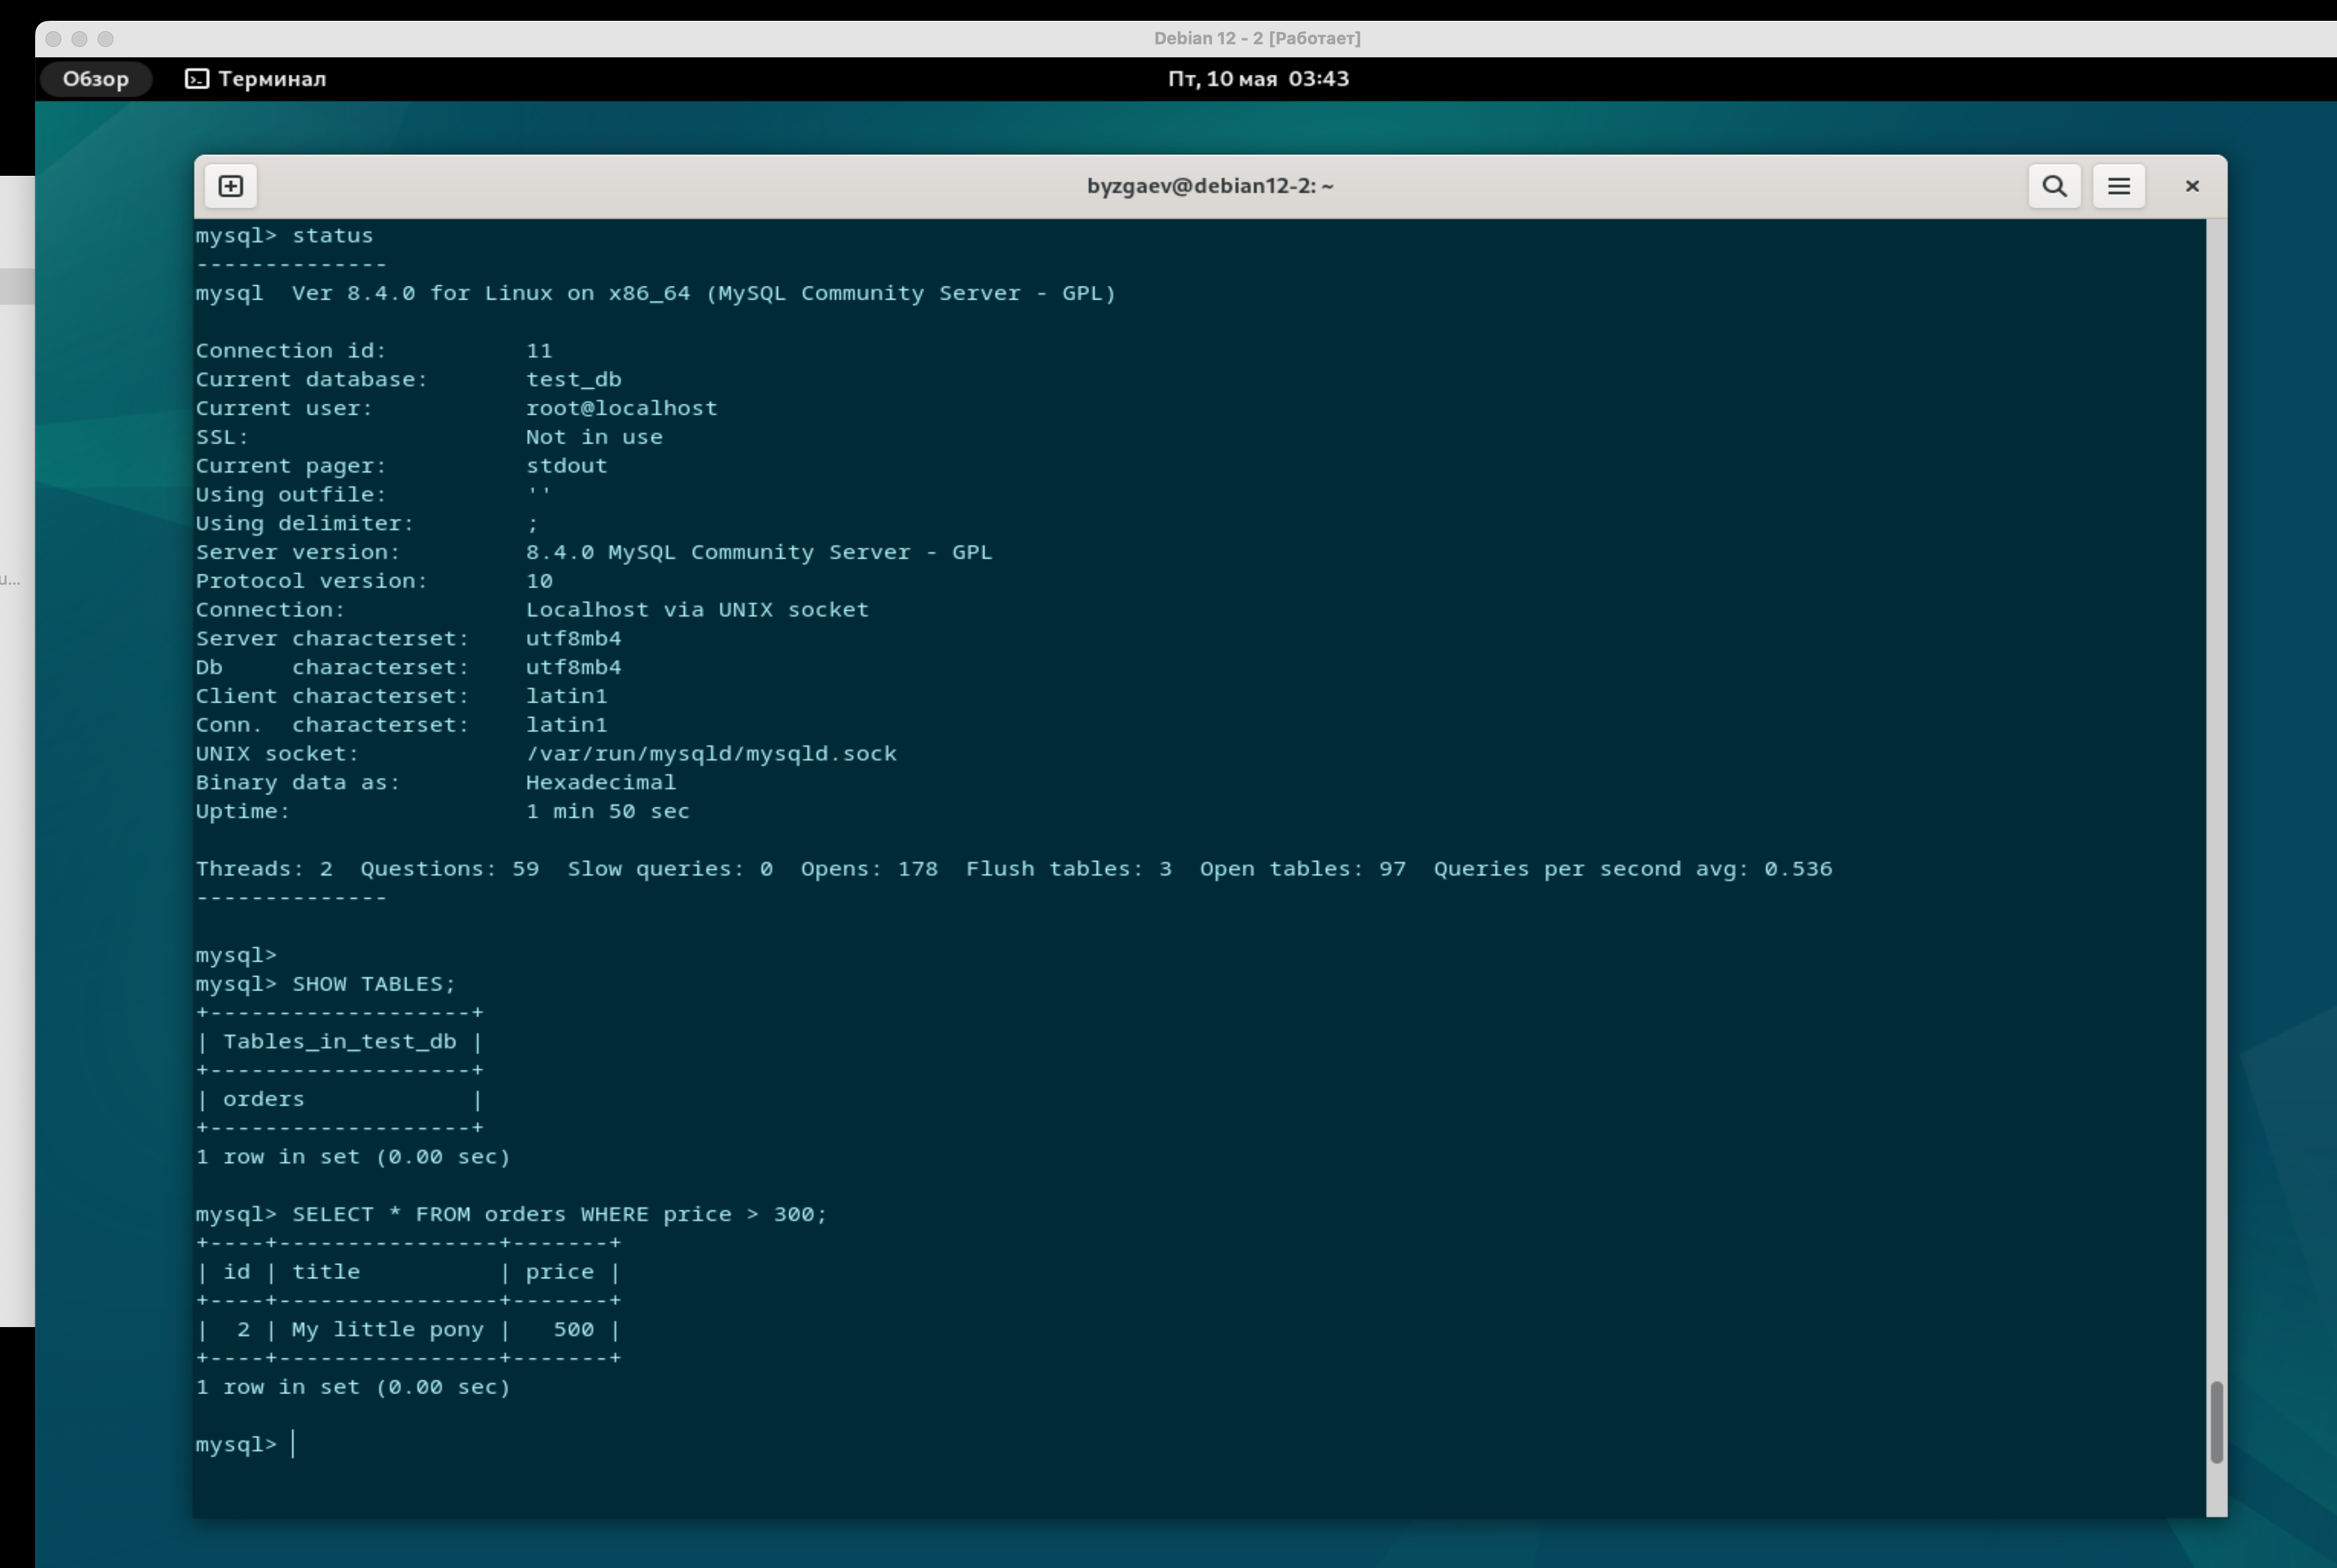 Debian 12 - 2 [Работает]
Обзор Терминал Пт, 10 мая 03:43
byzgaev@debian12-2: ~
u...
mysql> status
--------------
mysql  Ver 8.4.0 for Linux on x86_64 (MySQL Community Server - GPL)

Connection id:          11
Current database:       test_db
Current user:           root@localhost
SSL:                    Not in use
Current pager:          stdout
Using outfile:          ''
Using delimiter:        ;
Server version:         8.4.0 MySQL Community Server - GPL
Protocol version:       10
Connection:             Localhost via UNIX socket
Server characterset:    utf8mb4
Db     characterset:    utf8mb4
Client characterset:    latin1
Conn.  characterset:    latin1
UNIX socket:            /var/run/mysqld/mysqld.sock
Binary data as:         Hexadecimal
Uptime:                 1 min 50 sec

Threads: 2  Questions: 59  Slow queries: 0  Opens: 178  Flush tables: 3  Open tables: 97  Queries per second avg: 0.536
--------------

mysql>
mysql> SHOW TABLES;
+-------------------+
| Tables_in_test_db |
+-------------------+
| orders            |
+-------------------+
1 row in set (0.00 sec)

mysql> SELECT * FROM orders WHERE price > 300;
+----+----------------+-------+
| id | title          | price |
+----+----------------+-------+
|  2 | My little pony |   500 |
+----+----------------+-------+
1 row in set (0.00 sec)

mysql>